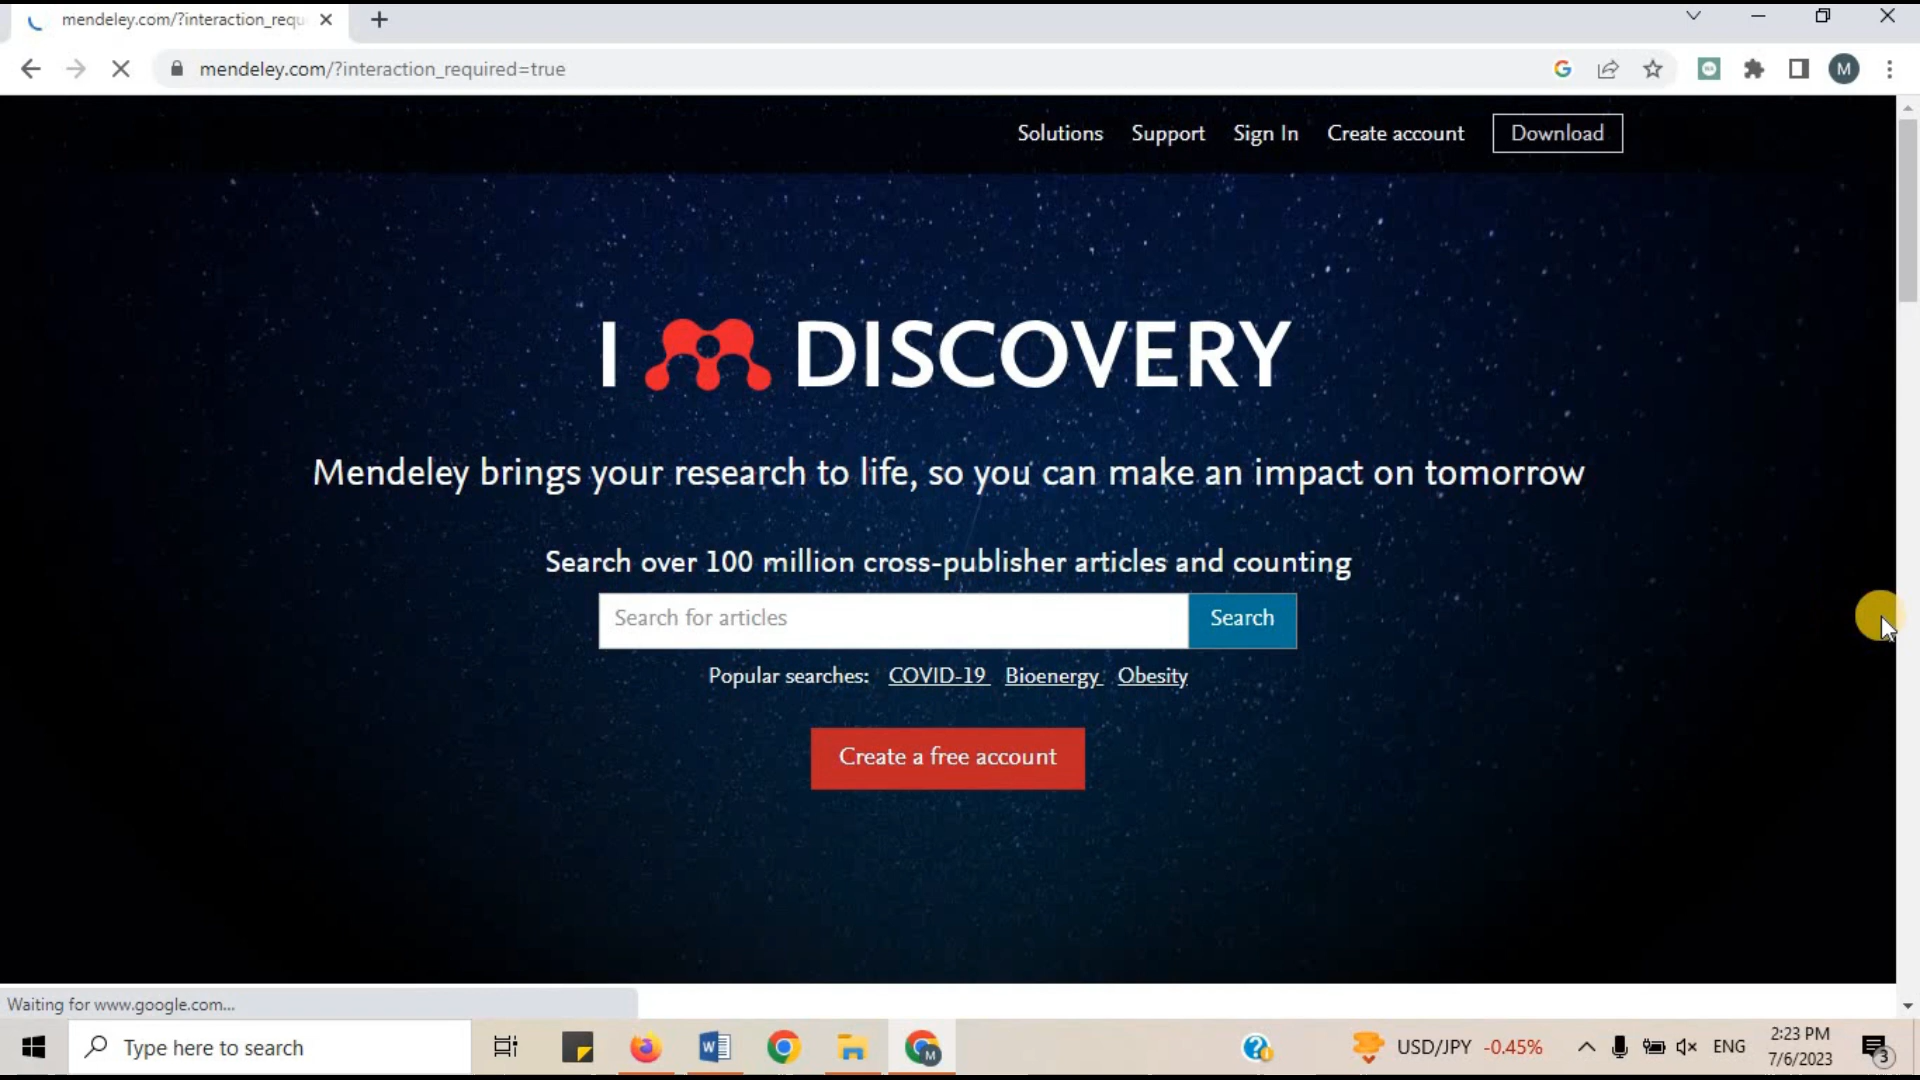 mendeley.com/?interaction_requ
mendeley.com/?interaction_required=true
M
Solutions Support Sign In Create account Download
I DISCOVERY
Mendeley brings your research to life, so you can make an impact on tomorrow
Search over 100 million cross-publisher articles and counting
Search for articles Search
Popular searches: COVID-19 Bioenergy Obesity
Create a free account
Waiting for www.google.com...
Type here to search
W
M
USD/JPY -0.45%
ENG
2:23 PM
7/6/2023
3